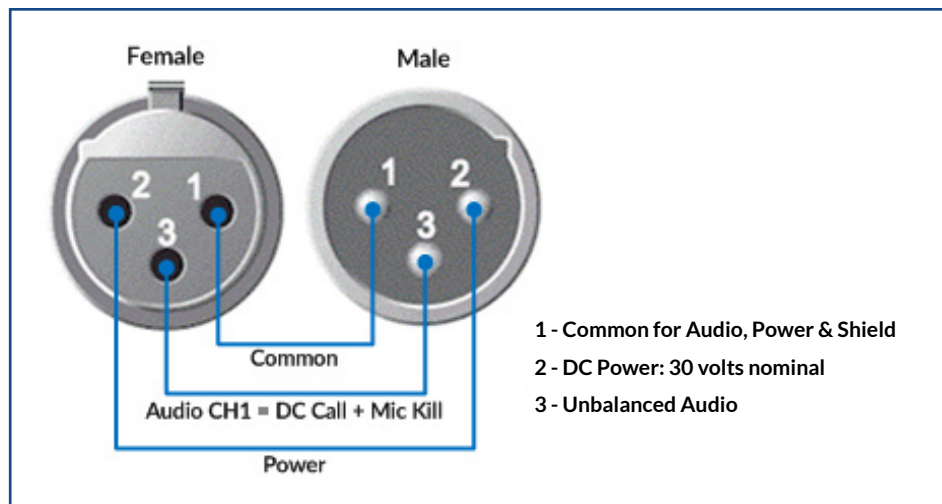 Female
Male
2 1
3
1 2
3
Common
Audio CH1 = DC Call + Mic Kill
Power
1 - Common for Audio, Power & Shield
2 - DC Power: 30 volts nominal
3 - Unbalanced Audio